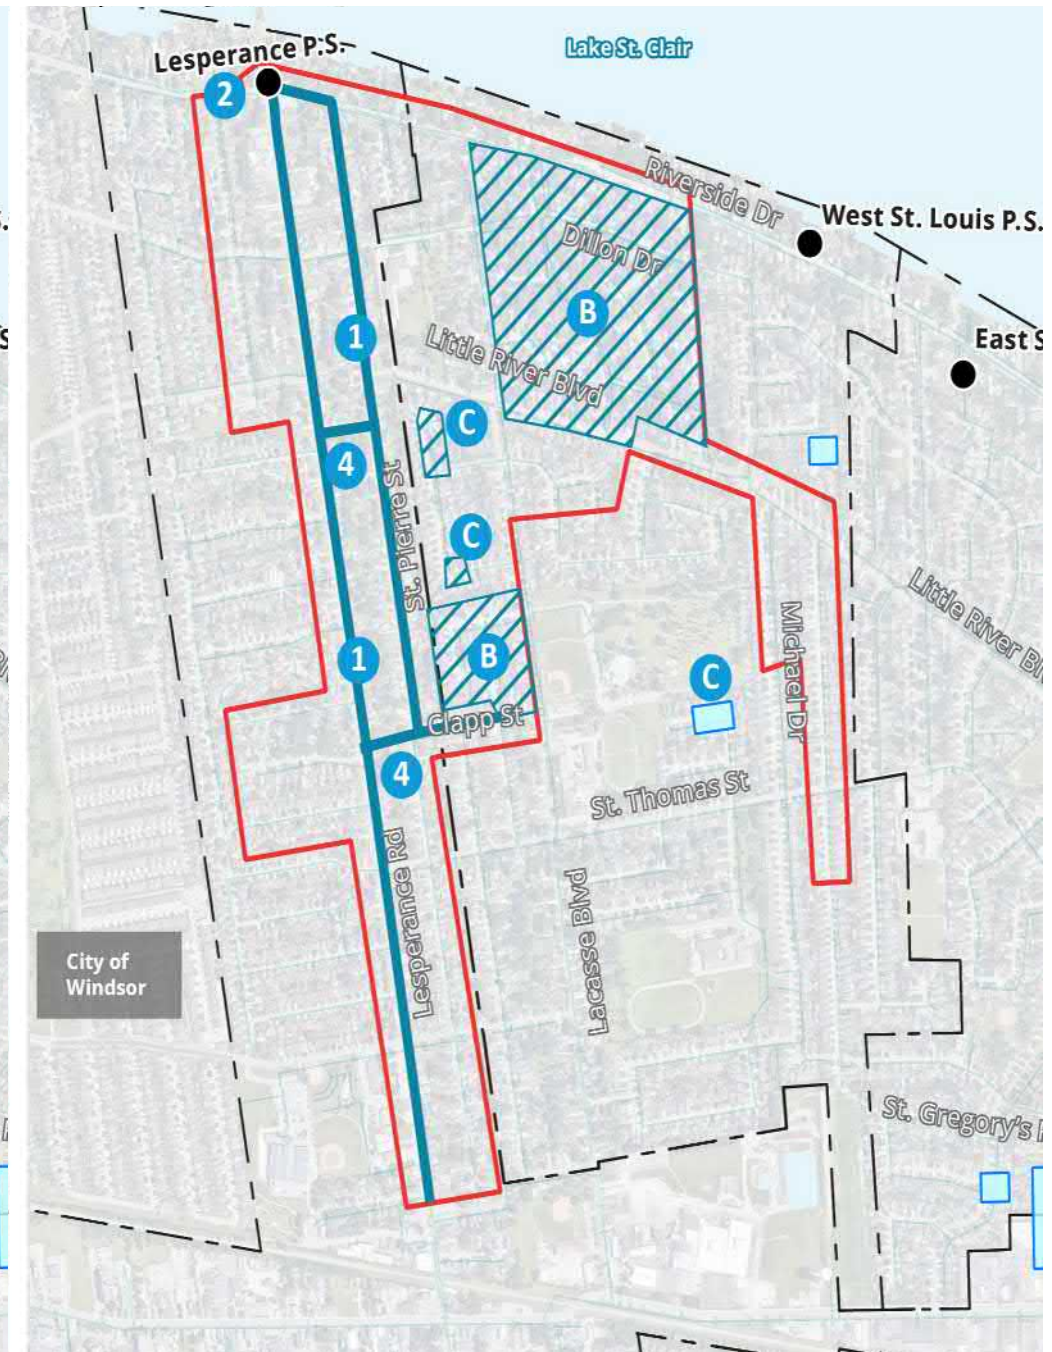 Lake St. Clair
Lesperance P.S.
2
Riverside Dr
West St. Louis P.S.
Dillon Dr
B
East S
1
Little River Blvd
C
4
St. Pierre St
C
Little River Bl
1
B
Michael Dr
C
Clapp St
4
St. Thomas St
Lesperance Rd
Lacasse Blvd
City of
Windsor
St. Gregory's